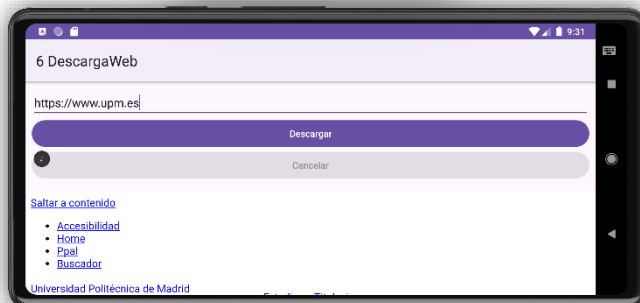 9:31
6 DescargaWeb
https://www.upm.es
Descargar
Cancelar
Saltar a contenido
Accesibilidad
Home
Ppal
Buscador
Universidad Politécnica de Madrid